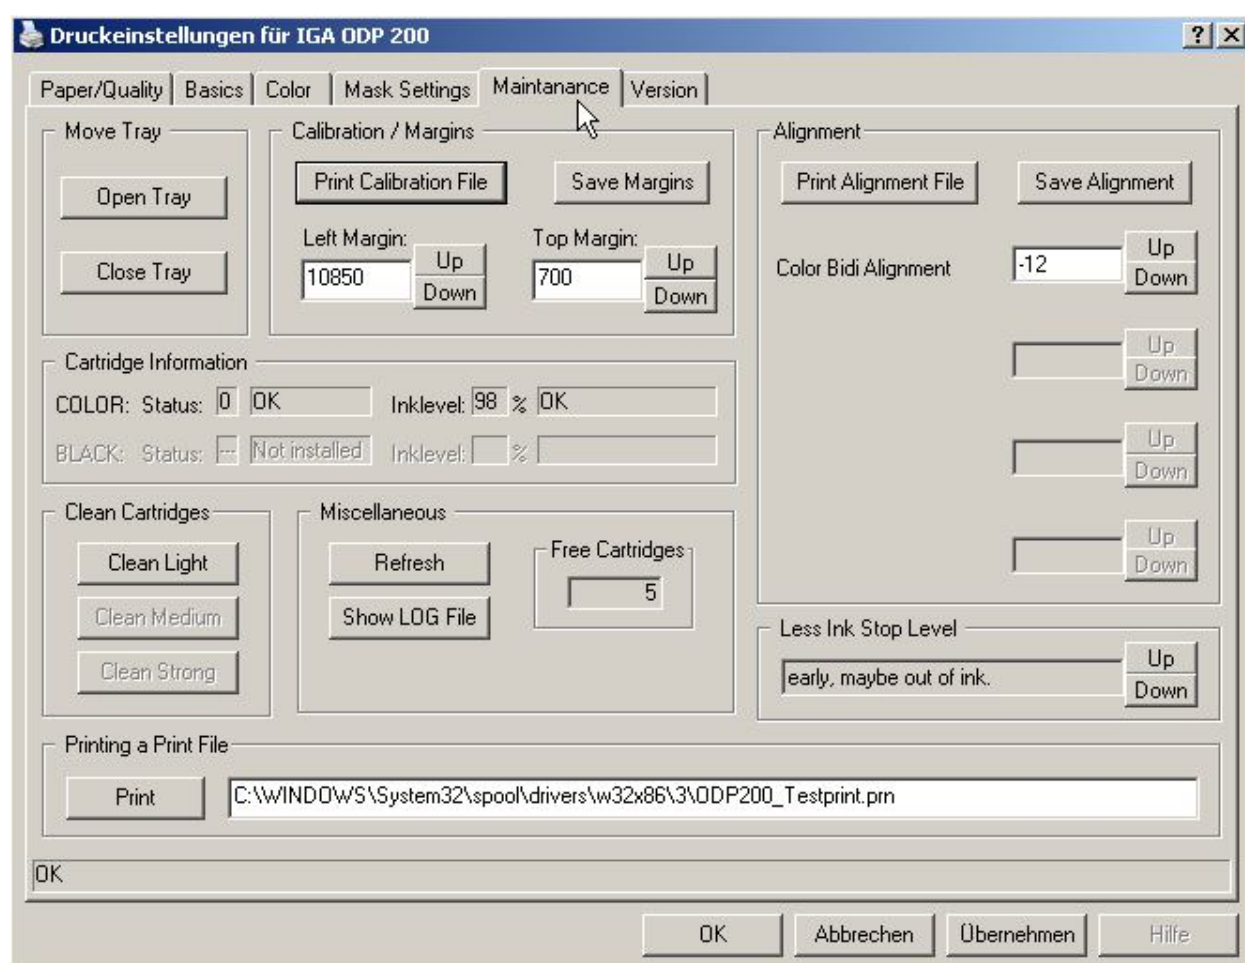 Druckeinstellungen für IGA ODP 200
Paper/Quality Basics Color Mask Settings Maintanance Version
Move Tray
Open Tray
Close Tray
Calibration / Margins
Print Calibration File Save Margins
Left Margin: Top Margin:
10850 Up Down 700 Up Down
Alignment
Print Alignment File Save Alignment
Color Bidi Alignment -12 Up Down
Up Down
Up Down
Up Down
Cartridge Information
COLOR: Status: 0 OK Inklevel: 98 % OK
BLACK: Status: --- Not installed Inklevel: %
Clean Cartridges
Clean Light
Clean Medium
Clean Strong
Miscellaneous
Refresh
Show LOG File
Free Cartridges
5
Less Ink Stop Level
early, maybe out of ink. Up Down
Printing a Print File
Print C:\WINDOWS\System32\spool\drivers\w32x86\3\ODP200_Testprint.prn
OK
OK Abbrechen Übernehmen Hilfe